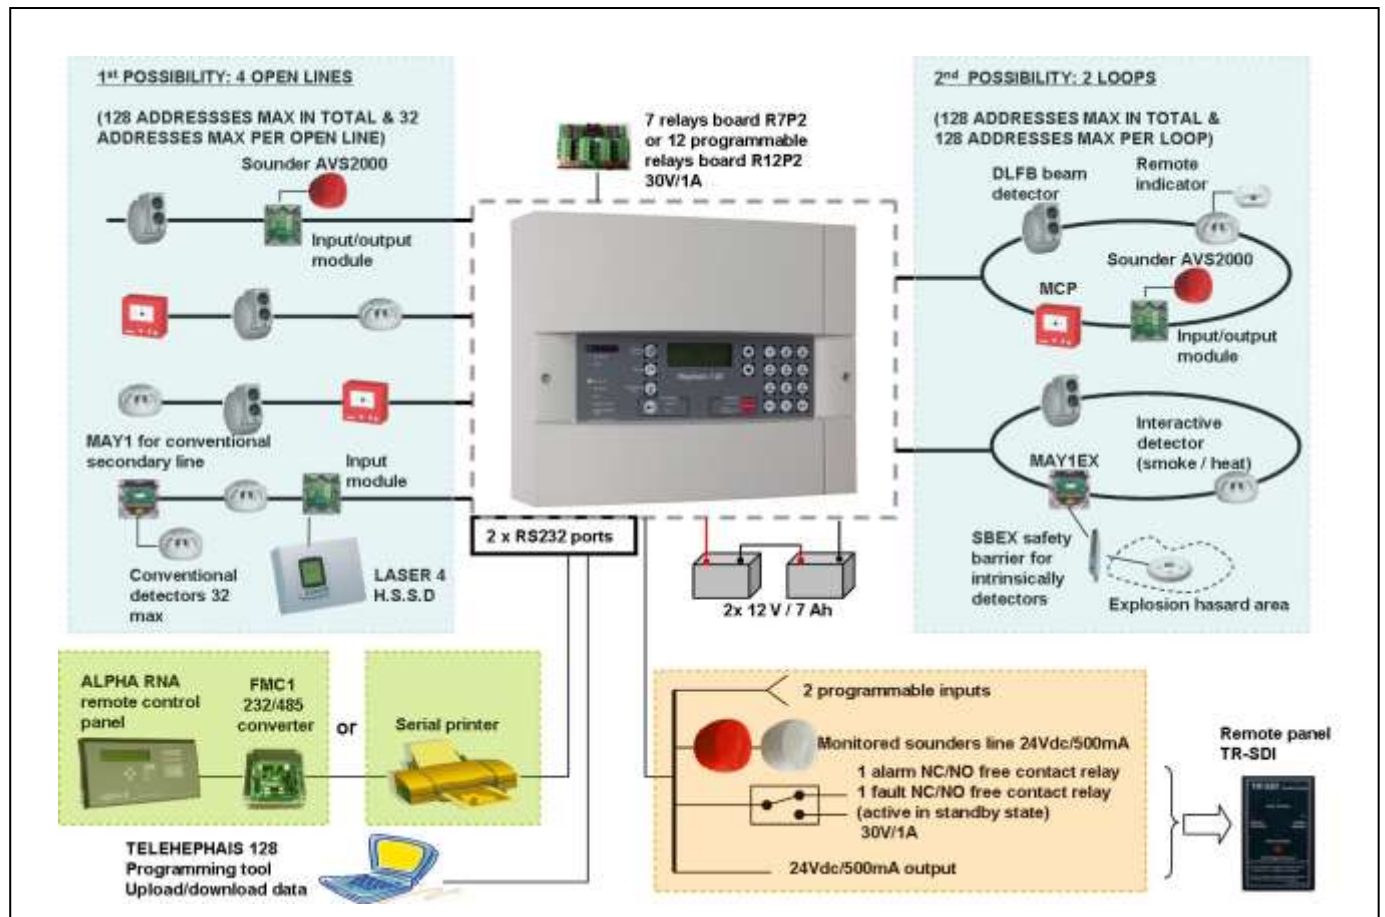 1st POSSIBILITY: 4 OPEN LINES
(128 ADDRESSSES MAX IN TOTAL & 32
ADDRESSES MAX PER OPEN LINE)
Sounder AVS2000
Input/output
module
MAY1 for conventional
secondary line
Input
module
Conventional
detectors 32
max
LASER 4
H.S.S.D
7 relays board R7P2
or 12 programmable
relays board R12P2
30V/1A
2 x RS232 ports
2x 12 V / 7 Ah
2nd POSSIBILITY: 2 LOOPS
(128 ADDRESSES MAX IN TOTAL &
128 ADDRESSES MAX PER LOOP)
DLFB beam
detector
Remote
indicator
Sounder AVS2000
MCP
Input/output
module
Interactive
detector
(smoke / heat)
MAY1EX
SBEX safety
barrier for
intrinsically
detectors
Explosion hasard area
ALPHA RNA
remote control
panel
FMC1
232/485
converter
or
Serial printer
TELEHEPHAIS 128
Programming tool
Upload/download data
2 programmable inputs
Monitored sounders line 24Vdc/500mA
1 alarm NC/NO free contact relay
1 fault NC/NO free contact relay
(active in standby state)
30V/1A
24Vdc/500mA output
Remote panel
TR-SDI
TR-SDI